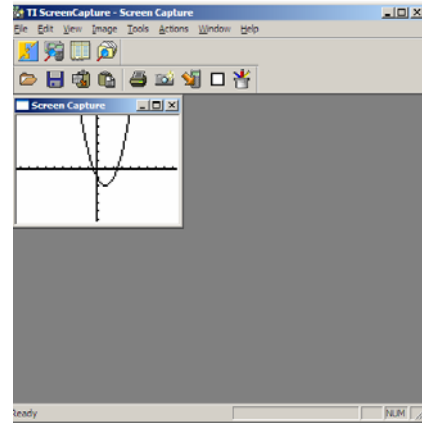 TI ScreenCapture - Screen Capture
File Edit View Image Tools Actions Window Help
Screen Capture
Ready
NUM